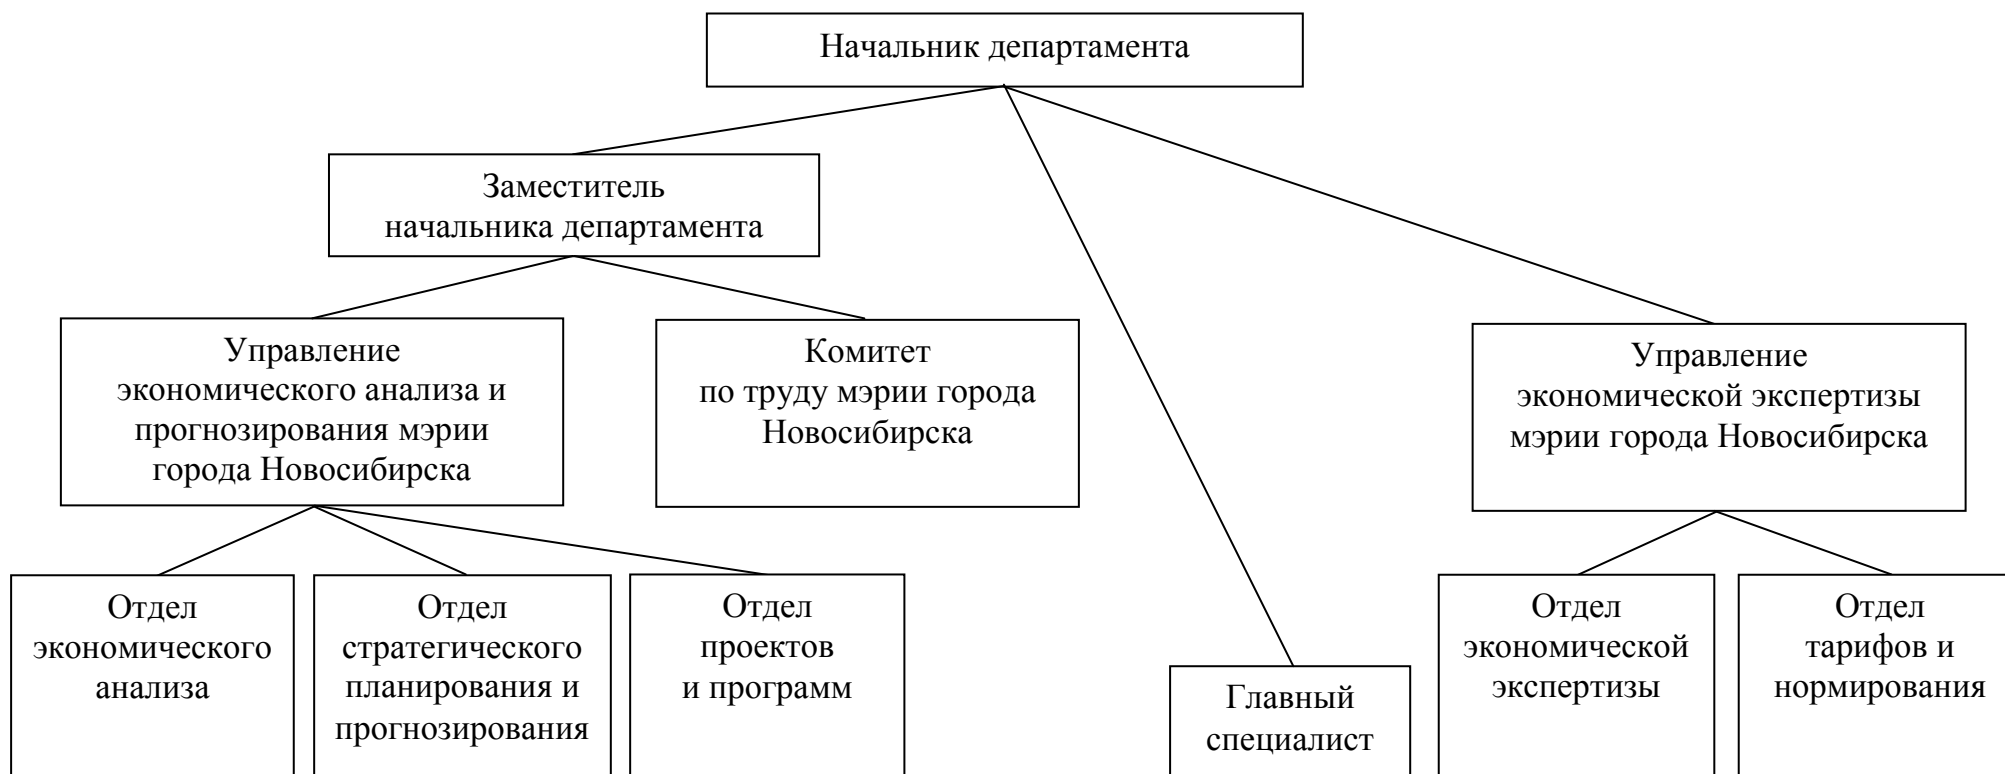 Начальник департамента
Заместитель
начальника департамента
Управление
экономического анализа и
прогнозирования мэрии
города Новосибирска
Комитет
по труду мэрии города
Новосибирска
Управление
экономической экспертизы
мэрии города Новосибирска
Отдел
экономического
анализа
Отдел
стратегического
планирования и
прогнозирования
Отдел
проектов
и программ
Главный
специалист
Отдел
экономической
экспертизы
Отдел
тарифов и
нормирования